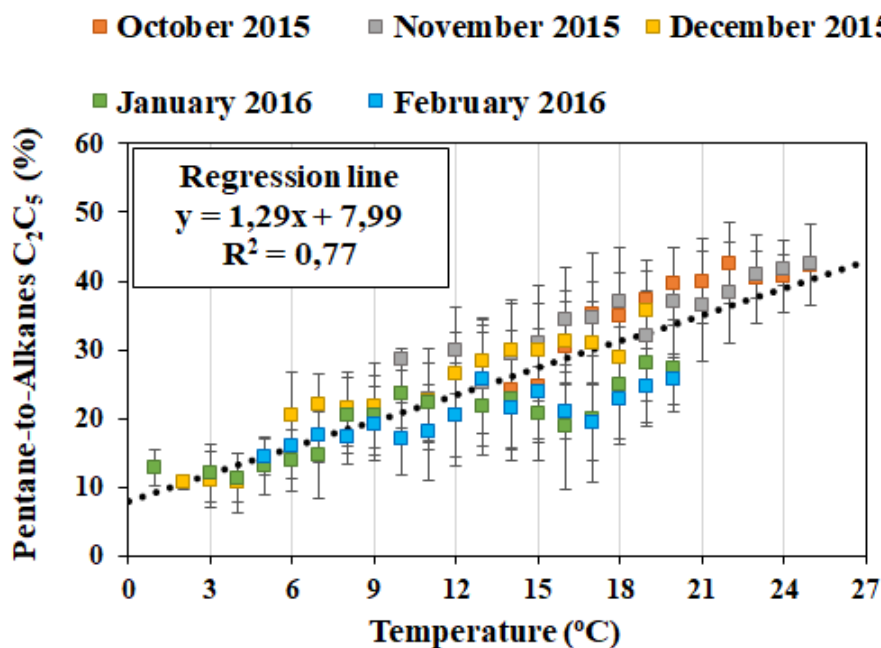 October 2015 November 2015 December 2015
January 2016 February 2016
Pentane-to-Alkanes C₂C₅ (%)
60
50
40
30
20
10
0
Regression line
y = 1,29x + 7,99
R² = 0,77
0 3 6 9 12 15 18 21 24 27
Temperature (ºC)